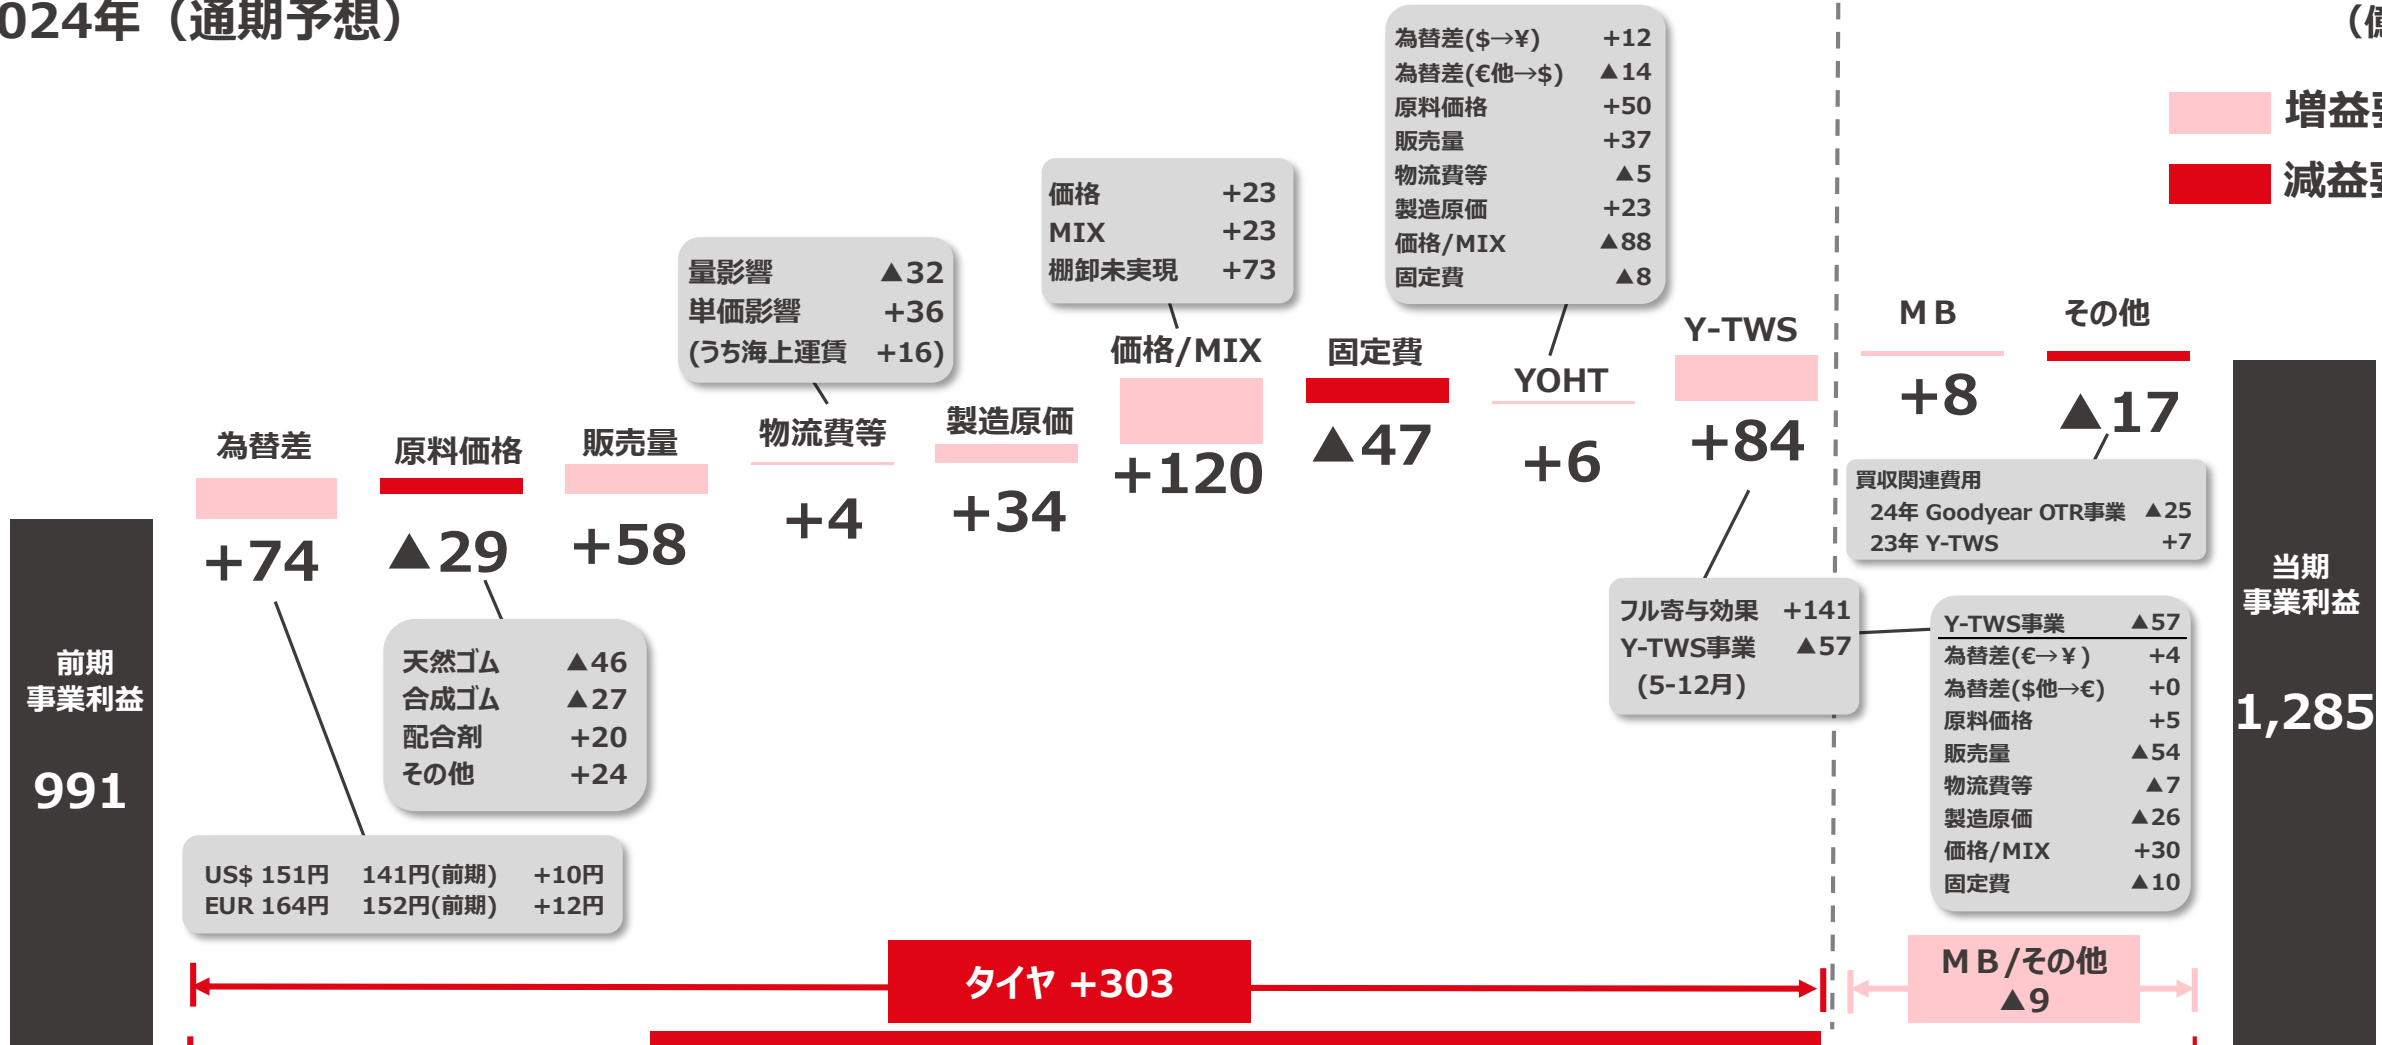 024年（通期予想）
為替差($→¥) +12
為替差(€他→$) ▲14
原料価格 +50
販売量 +37
物流費等 ▲5
製造原価 +23
価格/MIX ▲88
固定費 ▲8
価格 +23
MIX +23
棚卸未実現 +73
量影響 ▲32
単価影響 +36
(うち海上運賃 +16)
前期
事業利益
991
為替差
+74
原料価格
▲29
販売量
+58
物流費等
+4
製造原価
+34
価格/MIX
+120
固定費
▲47
YOHT
+6
Y-TWS
+84
ＭＢ
+8
その他
▲17
買収関連費用
24年 Goodyear OTR事業 ▲25
23年 Y-TWS +7
当期
事業利益
1,285
天然ゴム ▲46
合成ゴム ▲27
配合剤 +20
その他 +24
US$ 151円 141円(前期) +10円
EUR 164円 152円(前期) +12円
フル寄与効果 +141
Y-TWS事業 ▲57
(5-12月)
Y-TWS事業 ▲57
為替差(€→¥) +4
為替差($他→€) +0
原料価格 +5
販売量 ▲54
物流費等 ▲7
製造原価 ▲26
価格/MIX +30
固定費 ▲10
タイヤ +303
ＭＢ/その他
▲9
増益
減益